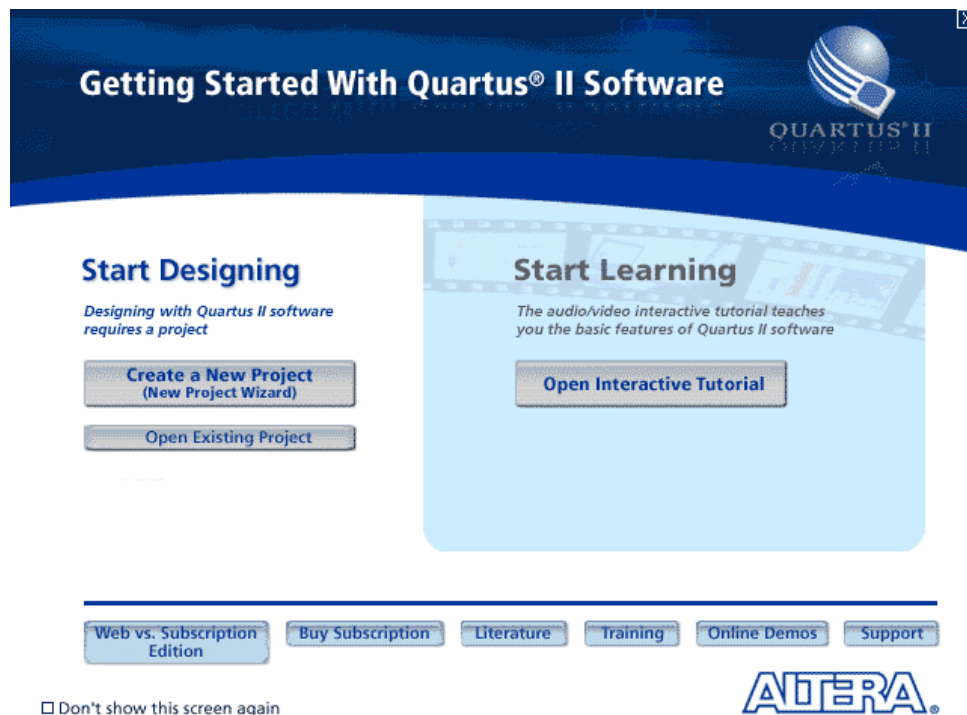 Getting Started With Quartus® II Software
QUARTUS® II
Start Designing
Designing with Quartus II software
requires a project
Create a New Project
(New Project Wizard)
Open Existing Project
Start Learning
The audio/video interactive tutorial teaches
you the basic features of Quartus II software
Open Interactive Tutorial
Web vs. Subscription
Edition
Buy Subscription
Literature
Training
Online Demos
Support
Don't show this screen again
ALTERA®